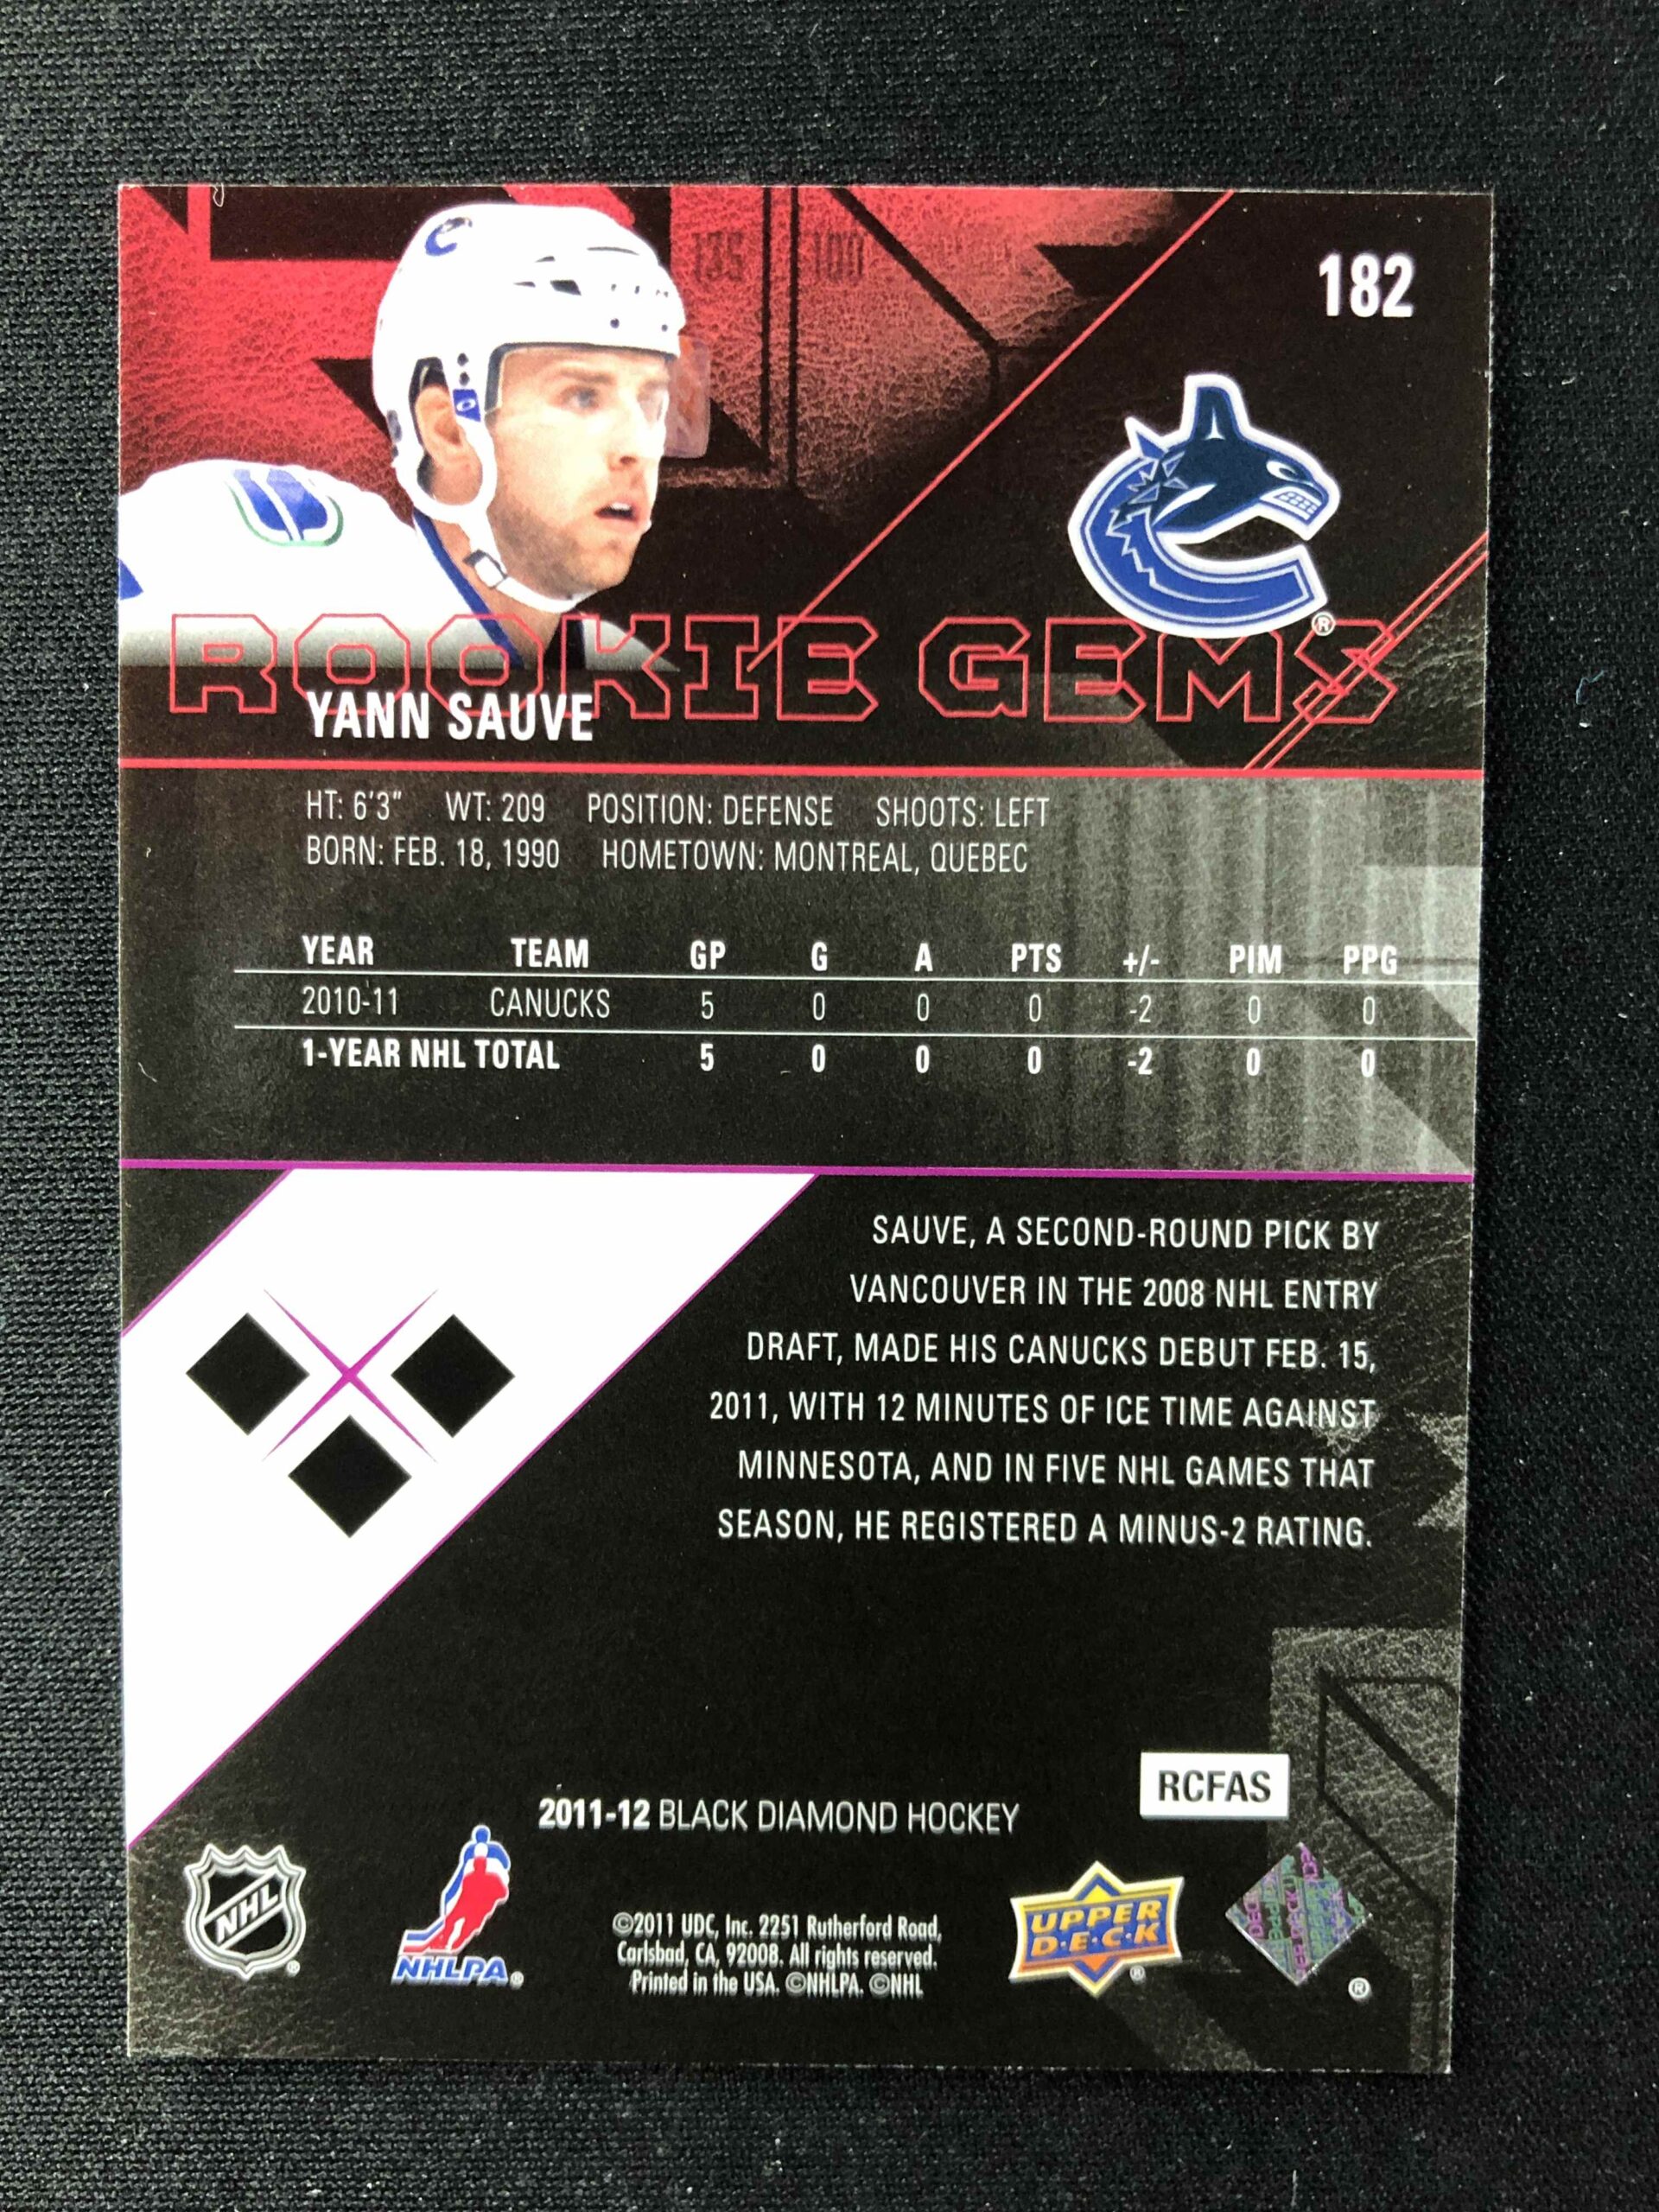 182
ROOKIE GEMS
YANN SAUVE
HT: 6'3" WT: 209 POSITION: DEFENSE SHOOTS: LEFT
BORN: FEB. 18, 1990 HOMETOWN: MONTREAL, QUEBEC
YEAR TEAM GP G A PTS +/- PIM PPG
2010-11 CANUCKS 5 0 0 0 -2 0 0
1-YEAR NHL TOTAL 5 0 0 0 -2 0 0
SAUVE, A SECOND-ROUND PICK BY
VANCOUVER IN THE 2008 NHL ENTRY
DRAFT, MADE HIS CANUCKS DEBUT FEB. 15,
2011, WITH 12 MINUTES OF ICE TIME AGAINST
MINNESOTA, AND IN FIVE NHL GAMES THAT
SEASON, HE REGISTERED A MINUS-2 RATING.
RCFAS
2011-12 BLACK DIAMOND HOCKEY
NHL ®
NHLPA ®
©2011 UDC, Inc. 2251 Rutherford Road,
Carlsbad, CA, 92008. All rights reserved.
Printed in the USA. ©NHLPA. ©NHL
UPPER
D·E·C·K ®
®